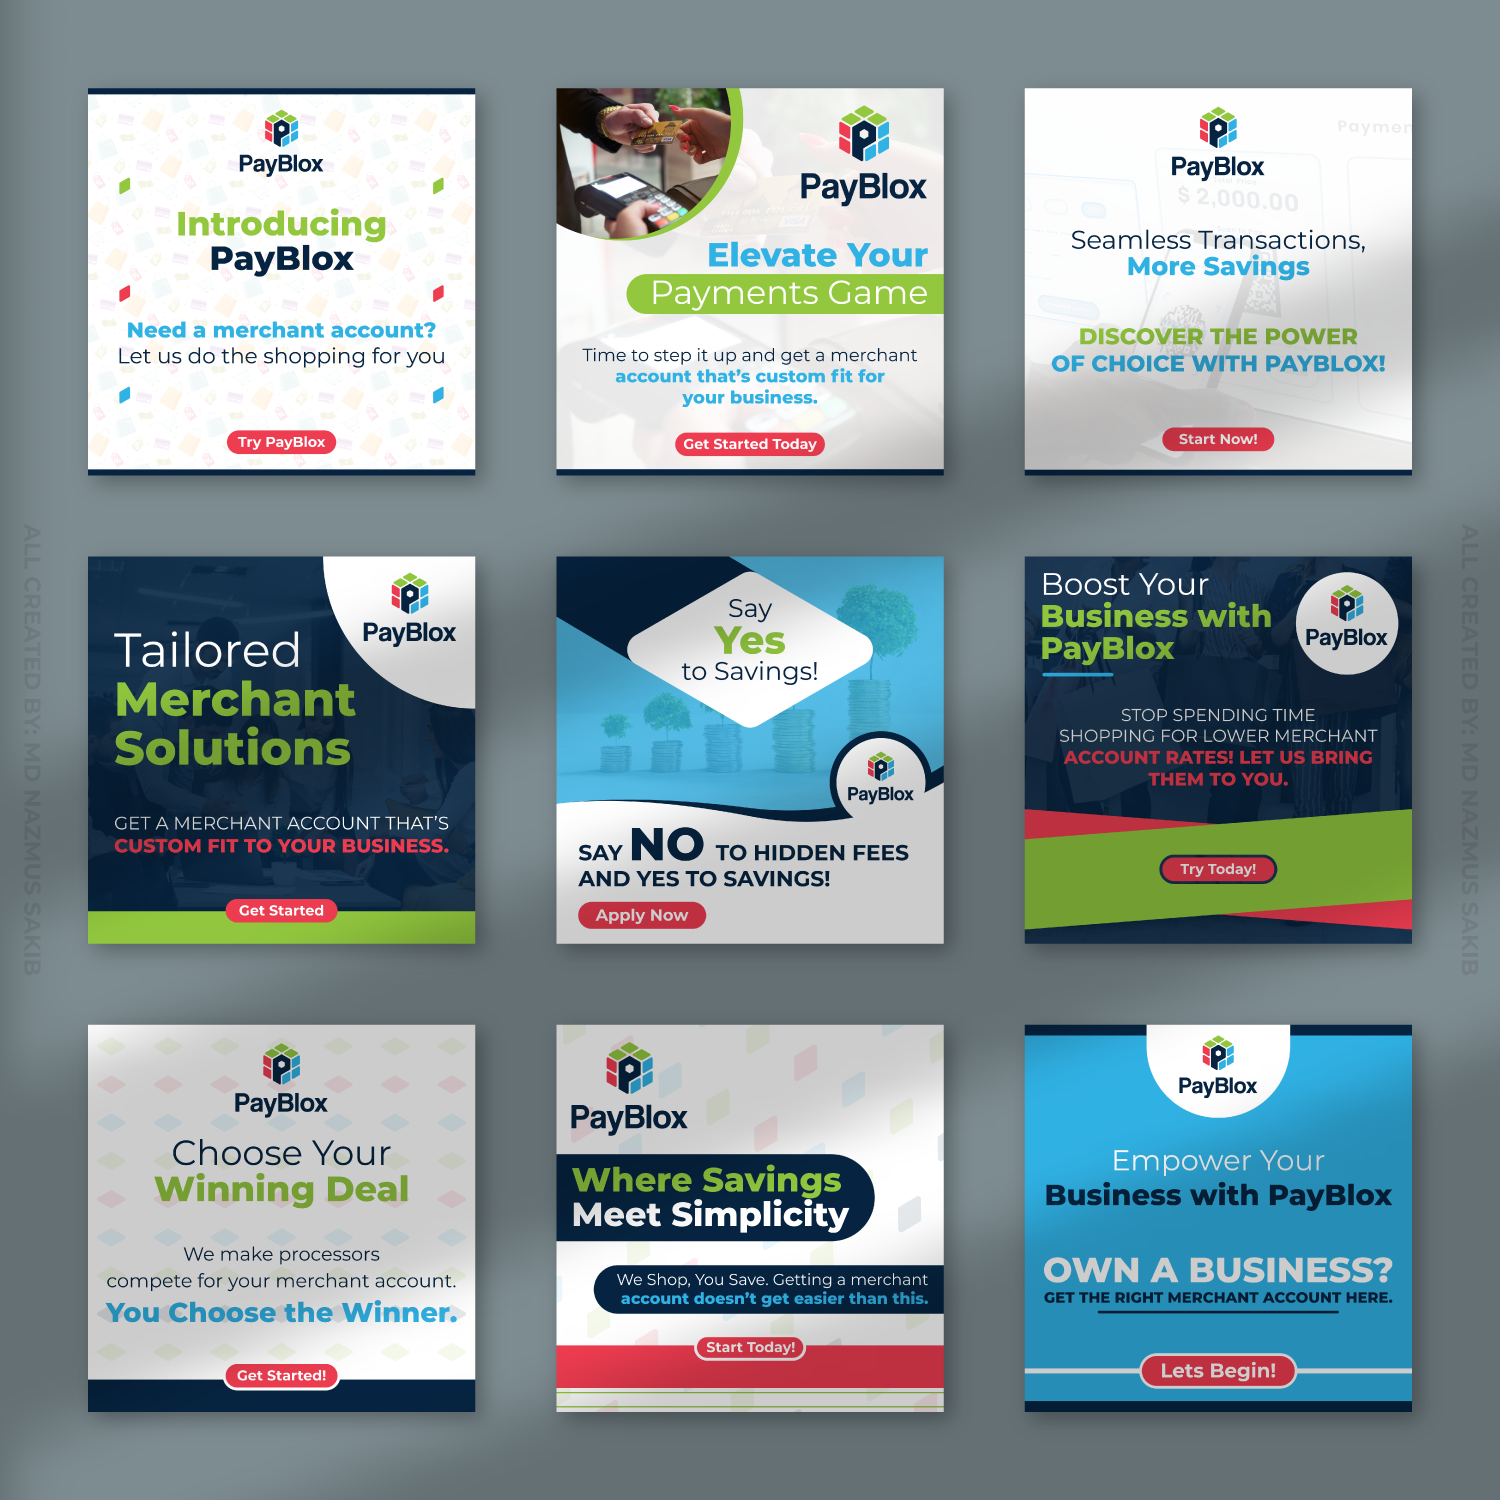 PayBlox
Introducing
PayBlox
Need a merchant account?
Let us do the shopping for you
Try PayBlox
PayBlox
Elevate Your
Payments Game
Time to step it up and get a merchant
account that's custom fit for
your business.
Get Started Today
Paymen
PayBlox
$ 2,000.00
Seamless Transactions,
More Savings
DISCOVER THE POWER
OF CHOICE WITH PAYBLOX!
Start Now!
ALL CREATED BY: MD NAZMUS SAKIB
PayBlox
Tailored
Merchant
Solutions
GET A MERCHANT ACCOUNT THAT'S
CUSTOM FIT TO YOUR BUSINESS.
Get Started
Say
Yes
to Savings!
PayBlox
SAY NO TO HIDDEN FEES
AND YES TO SAVINGS!
Apply Now
Boost Your
Business with
PayBlox
PayBlox
STOP SPENDING TIME
SHOPPING FOR LOWER MERCHANT
ACCOUNT RATES! LET US BRING
THEM TO YOU.
Try Today!
ALL CREATED BY: MD NAZMUS SAKIB
PayBlox
Choose Your
Winning Deal
We make processors
compete for your merchant account.
You Choose the Winner.
Get Started!
PayBlox
Where Savings
Meet Simplicity
We Shop, You Save. Getting a merchant
account doesn't get easier than this.
Start Today!
PayBlox
Empower Your
Business with PayBlox
OWN A BUSINESS?
GET THE RIGHT MERCHANT ACCOUNT HERE.
Lets Begin!